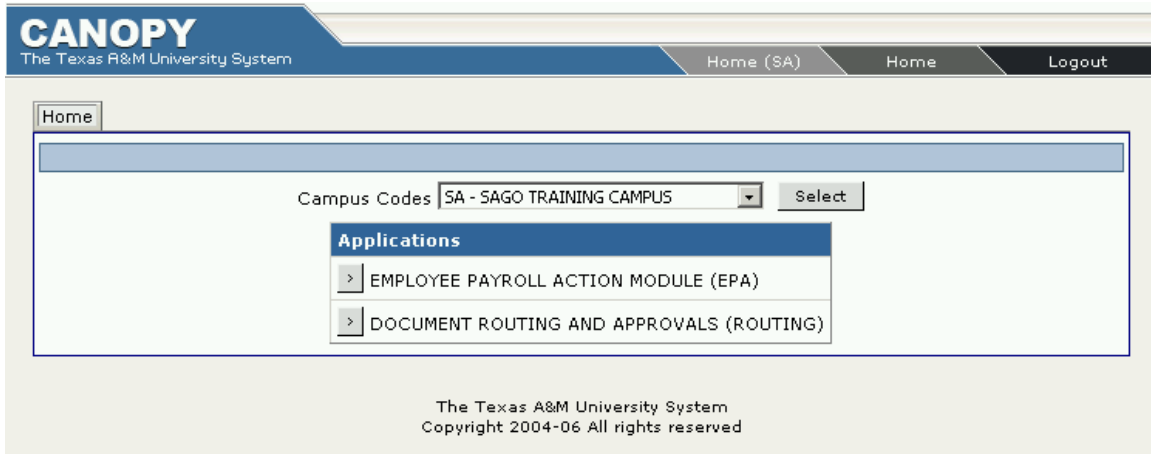 CANOPY
The Texas A&M University System
Home (SA) Home Logout
Home
Campus Codes SA - SAGO TRAINING CAMPUS Select
Applications
> EMPLOYEE PAYROLL ACTION MODULE (EPA)
> DOCUMENT ROUTING AND APPROVALS (ROUTING)
The Texas A&M University System
Copyright 2004-06 All rights reserved